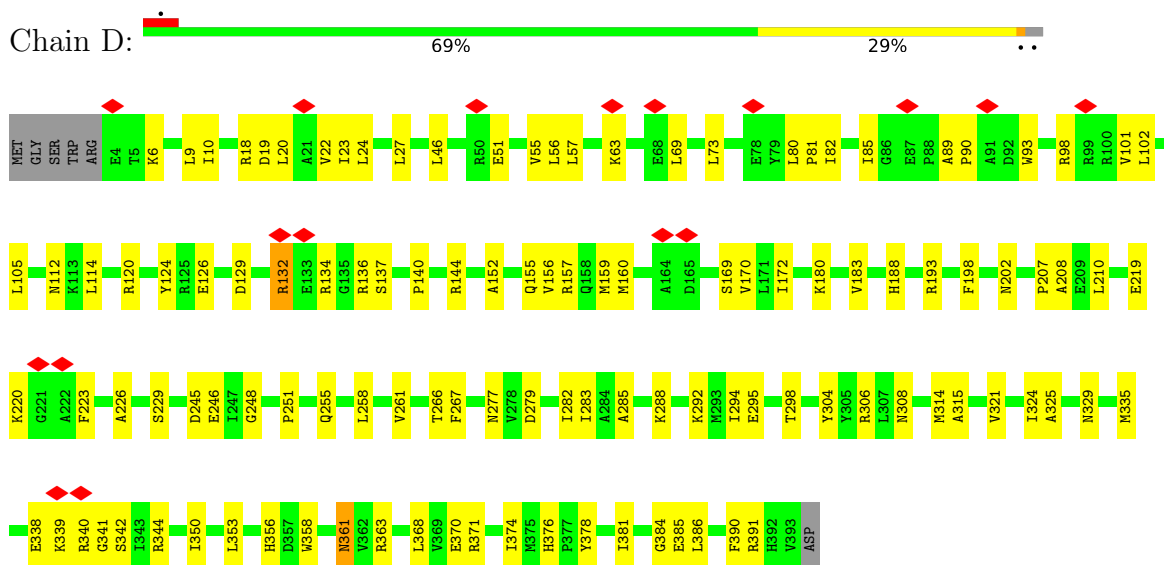 Chain D:
69% 29%
MET GLY SER TRP ARG E4 T5 K6 L9 I10 R18 D19 L20 A21 V22 I23 L24 L27 L46 R50 E51 V55 L56 L57 K63 E68 L69 L73 E78 Y79 L80 P81 I82 I85 G86 E87 P88 A89 P90 A91 D92 W93 R98 R99 R100 V101 L102
L105 N112 K113 L114 R120 Y124 R125 E126 D129 R132 E133 R134 G135 R136 S137 P140 R144 A152 Q155 V156 R157 Q158 M159 M160 A164 D165 S169 V170 L171 I172 K180 V183 H188 R193 F198 N202 P207 A208 E209 L210 E219
K220 G221 A222 F223 A226 S229 D245 E246 I247 G248 P251 Q255 L258 V261 T266 F267 N277 V278 D279 I282 I283 A284 A285 K288 K292 M293 I294 E295 T298 Y304 Y305 R306 L307 N308 M314 A315 V321 I324 A325 N329 M335
E338 K339 R340 G341 S342 I343 R344 I350 L353 H356 D357 W358 N361 V362 R363 L368 V369 E370 R371 I374 M375 H376 P377 Y378 I381 G384 E385 L386 F390 R391 H392 V393 ASP